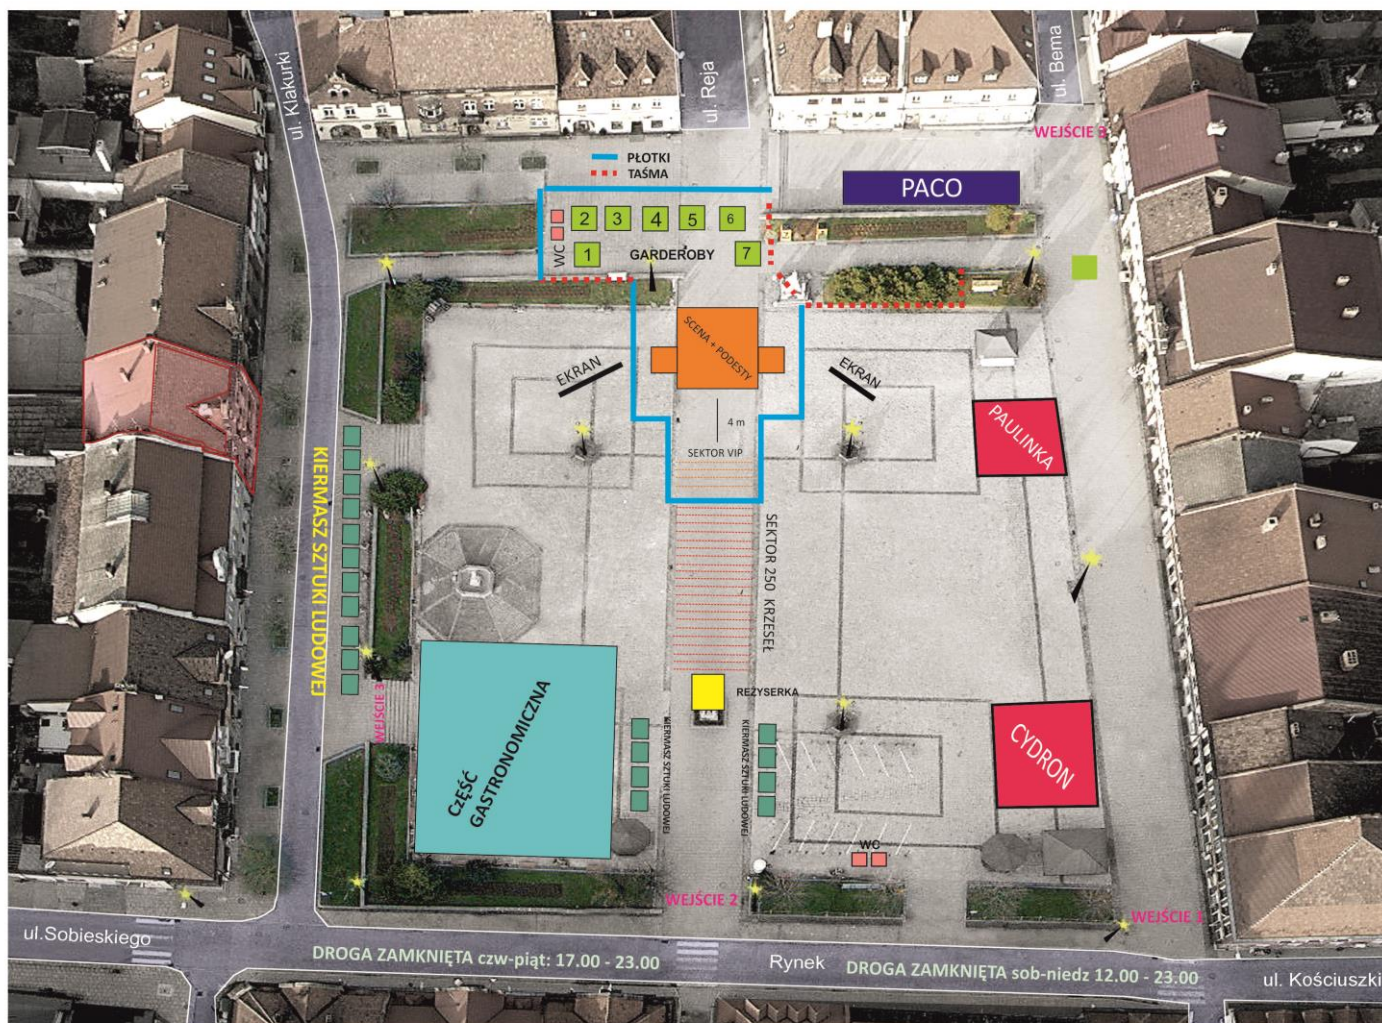 ul. Klakurki
ul. Reja
ul. Bema
WEJŚCIE 3
PŁOTKI
TAŚMA
PACO
2
3
4
5
6
WC
1
GARDEROBY
7
SCENA + PODESTY
EKRAN
EKRAN
4 m
SEKTOR VIP
PAULINKA
KIERMASZ SZTUKI LUDOWEJ
SEKTOR 250 KRZESEŁ
WEJŚCIE 3
CzĘŚĆ
GASTRONOMICZNA
REŻYSERKA
KIERMASZ SZTUKI LUDOWEJ
KIERMASZ SZTUKI LUDOWEJ
CYDRON
WC
WEJŚCIE 2
WEJŚCIE 1
ul.Sobieskiego
DROGA ZAMKNIĘTA czw-piąt: 17.00 - 23.00
Rynek
DROGA ZAMKNIĘTA sob-niedz 12.00 - 23.00
ul. Kościuszki